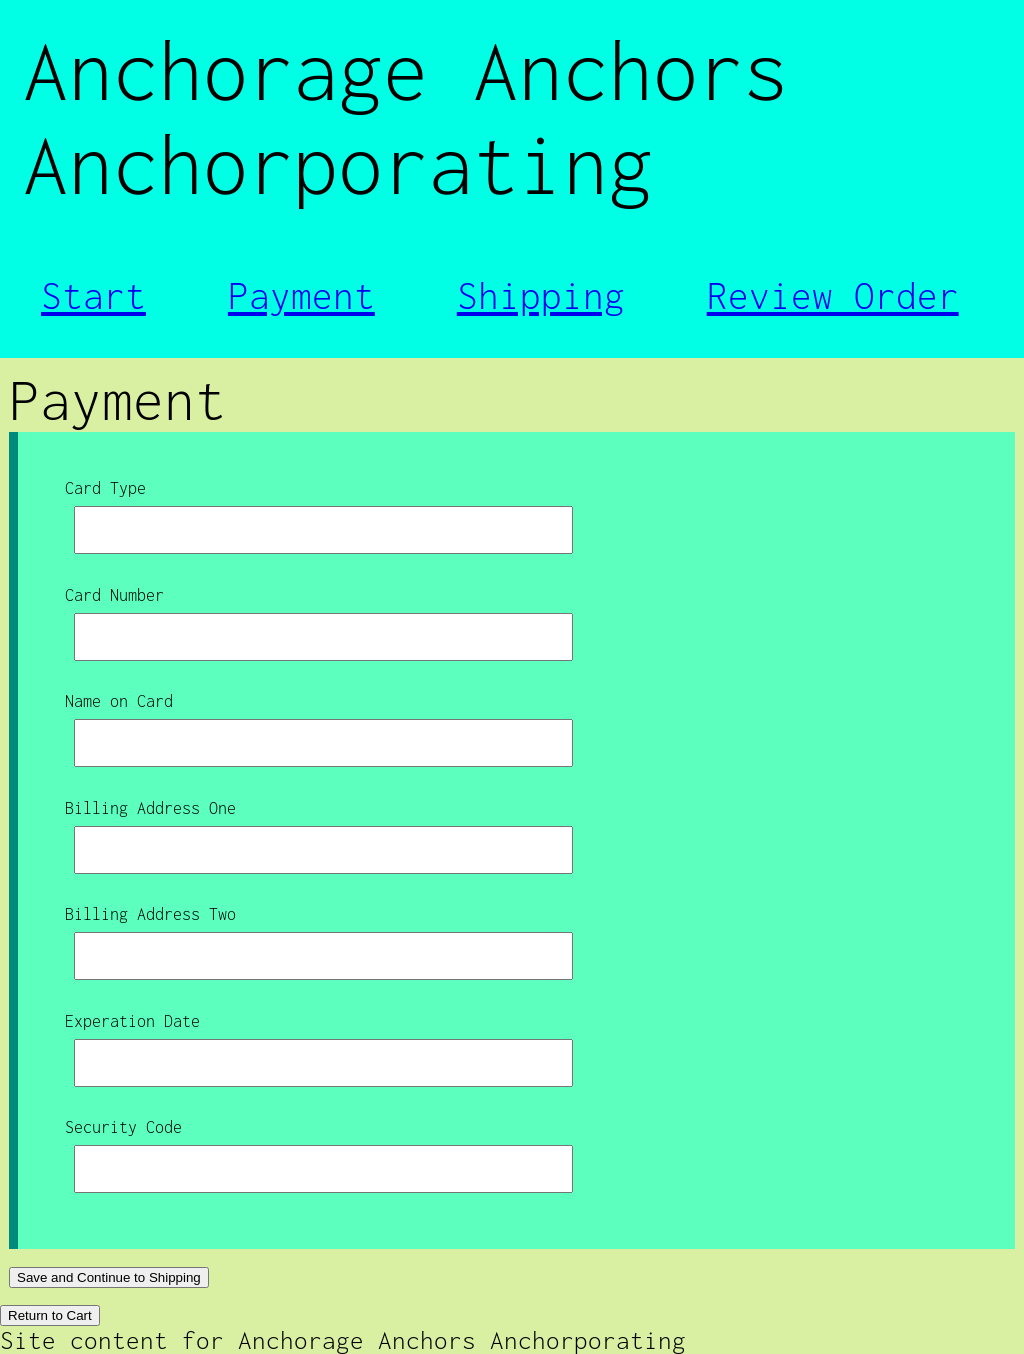 Anchorage Anchors
Anchorporating
Start Payment Shipping Review Order
Payment
Card Type
Card Number
Name on Card
Billing Address One
Billing Address Two
Experation Date
Security Code
Save and Continue to Shipping
Return to Cart
Site content for Anchorage Anchors Anchorporating